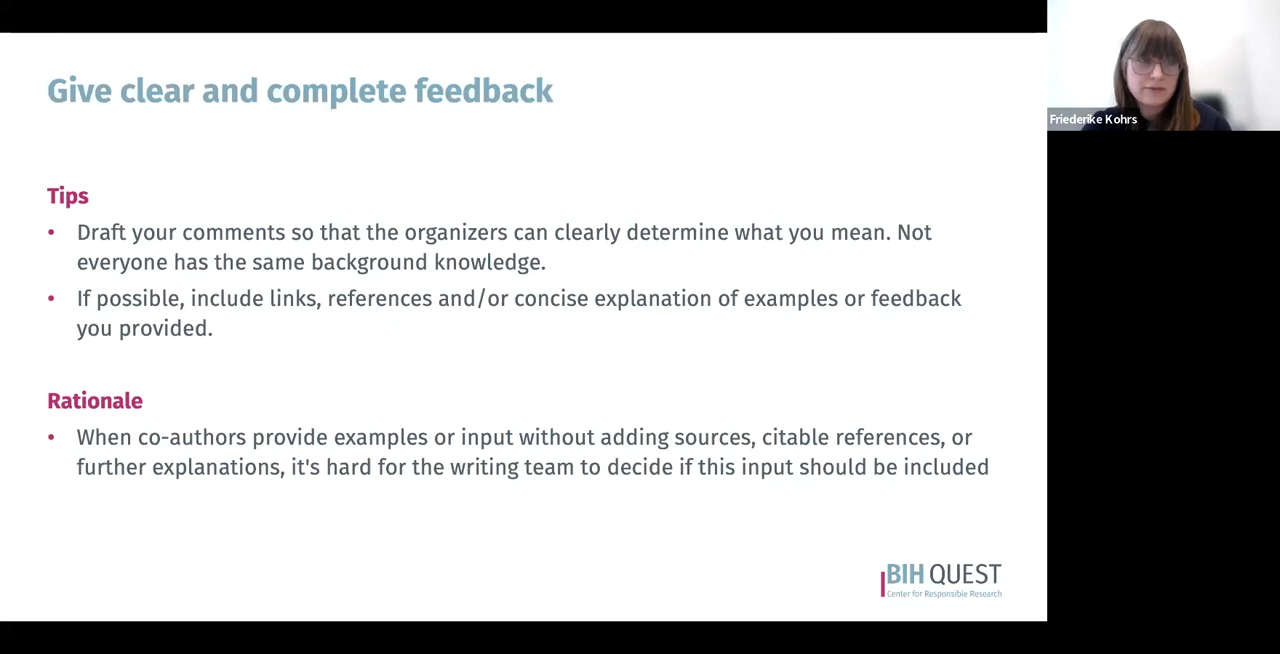 Give clear and complete feedback
Friederike Kohrs
Tips
• Draft your comments so that the organizers can clearly determine what you mean. Not
everyone has the same background knowledge.
• If possible, include links, references and/or concise explanation of examples or feedback
you provided.
Rationale
• When co-authors provide examples or input without adding sources, citable references, or
further explanations, it's hard for the writing team to decide if this input should be included
BIH QUEST
Center for Responsible Research